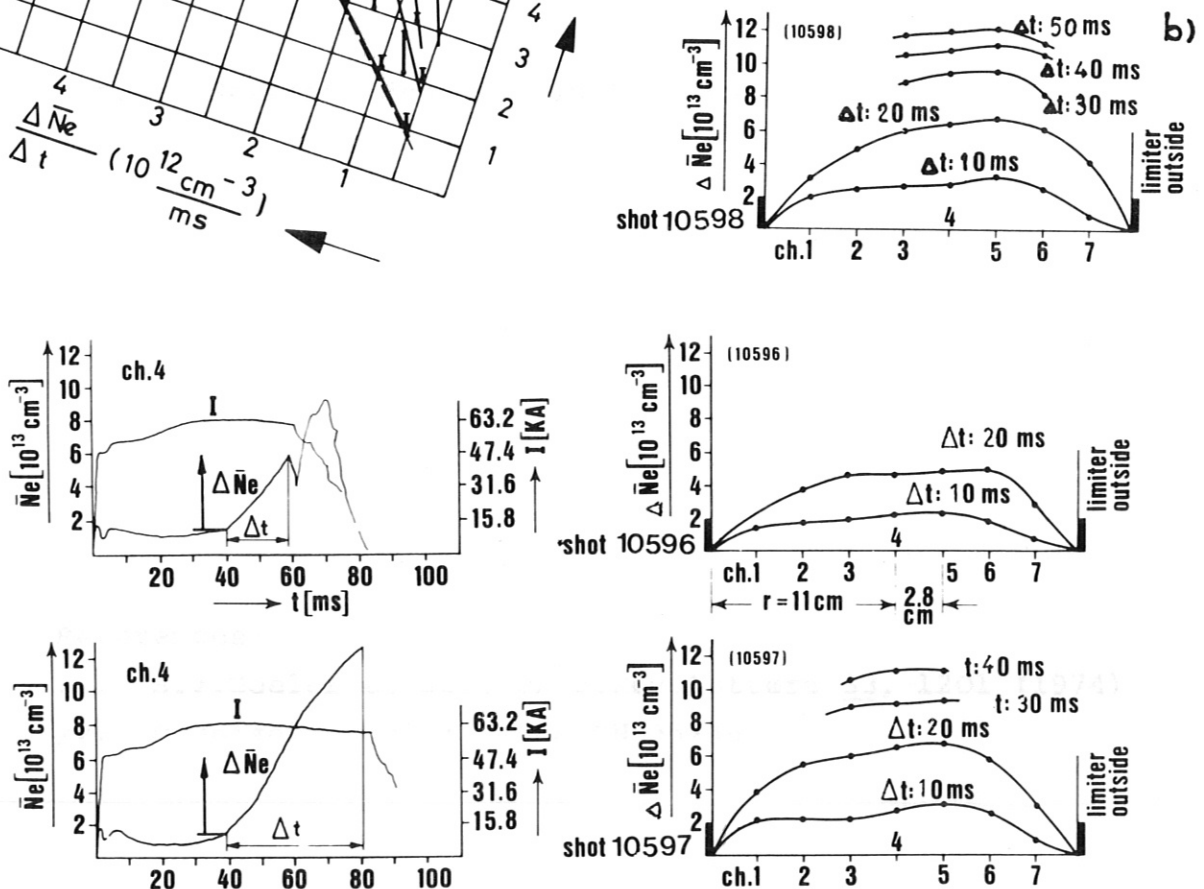 4
3
2
1
4
3
2
1
Δ N̄e
Δ t
(10 12 cm -3)
ms
b)
Δ N̄e[10 13 cm -3]
12
10
8
6
4
2
(10598)
Δt: 50 ms
Δt: 40 ms
Δt: 30 ms
Δt: 20 ms
Δt: 10 ms
limiter
outside
shot 10598
4
ch.1 2 3 5 6 7
N̄e[10 13 cm -3]
12
10
8
6
4
2
ch.4
I
Δ N̄e
Δt
63.2
47.4
31.6
15.8
I [KA]
20 40 60 80 100
t [ms]
Δ N̄e[10 13 cm -3]
12
10
8
6
4
2
(10596)
Δt: 20 ms
Δt: 10 ms
limiter
outside
shot 10596
4
ch.1 2 3 5 6 7
r = 11cm
2.8
cm
N̄e[10 13 cm -3]
12
10
8
6
4
2
ch.4
I
Δ N̄e
Δt
63.2
47.4
31.6
15.8
I [KA]
20 40 60 80 100
Δ N̄e[10 13 cm -3]
12
10
8
6
4
2
(10597)
t:40 ms
t: 30 ms
Δt: 20 ms
Δt: 10 ms
limiter
outside
shot 10597
4
ch.1 2 3 5 6 7